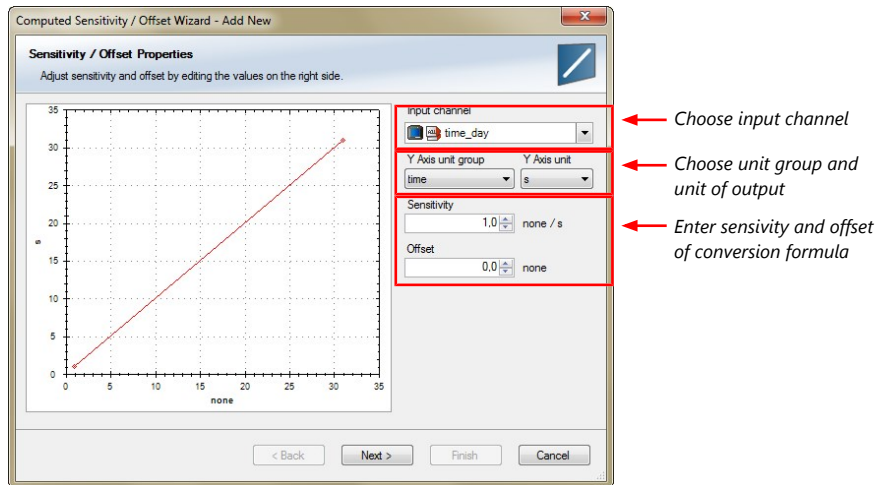 Computed Sensitivity / Offset Wizard - Add New
Sensitivity / Offset Properties
Adjust sensitivity and offset by editing the values on the right side.
35
30
25
20
15
10
5
0
s
0 5 10 15 20 25 30 35
none
Input channel
time_day
Y Axis unit group Y Axis unit
time s
Sensitivity
1,0 none / s
Offset
0,0 none
< Back Next > Finish Cancel
Choose input channel
Choose unit group and
unit of output
Enter sensivity and offset
of conversion formula